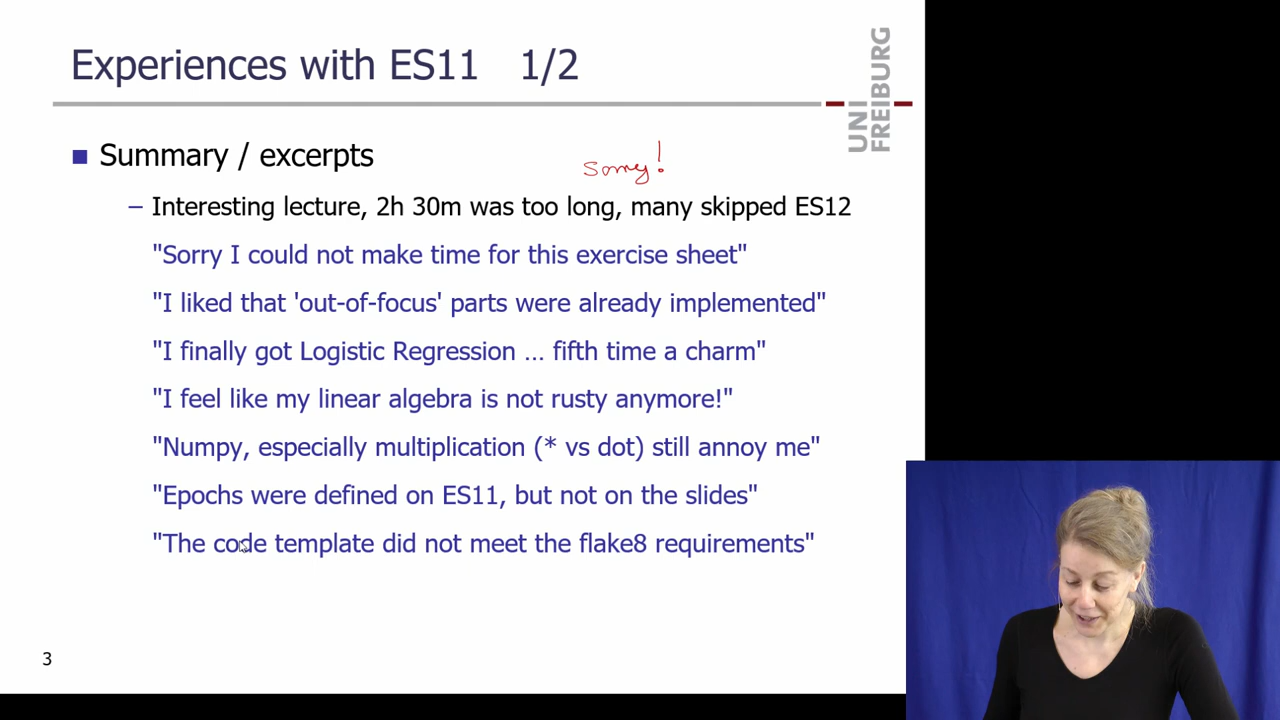 Experiences with ES11 1/2
UNI
FREIBURG
Summary / excerpts
Sorry!
– Interesting lecture, 2h 30m was too long, many skipped ES12
"Sorry I could not make time for this exercise sheet"
"I liked that 'out-of-focus' parts were already implemented"
"I finally got Logistic Regression ... fifth time a charm"
"I feel like my linear algebra is not rusty anymore!"
"Numpy, especially multiplication (* vs dot) still annoy me"
"Epochs were defined on ES11, but not on the slides"
"The code template did not meet the flake8 requirements"
3